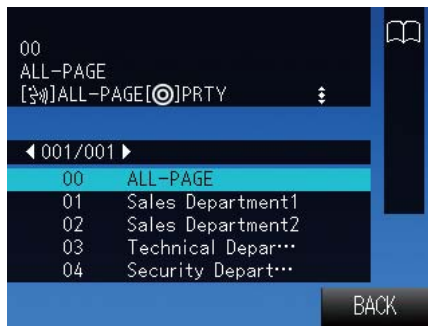 00
ALL-PAGE
[]ALL-PAGE[◎]PRTY
◀001/001▶
00 ALL-PAGE
01 Sales Department1
02 Sales Department2
03 Technical Depar…
04 Security Depart…
BACK